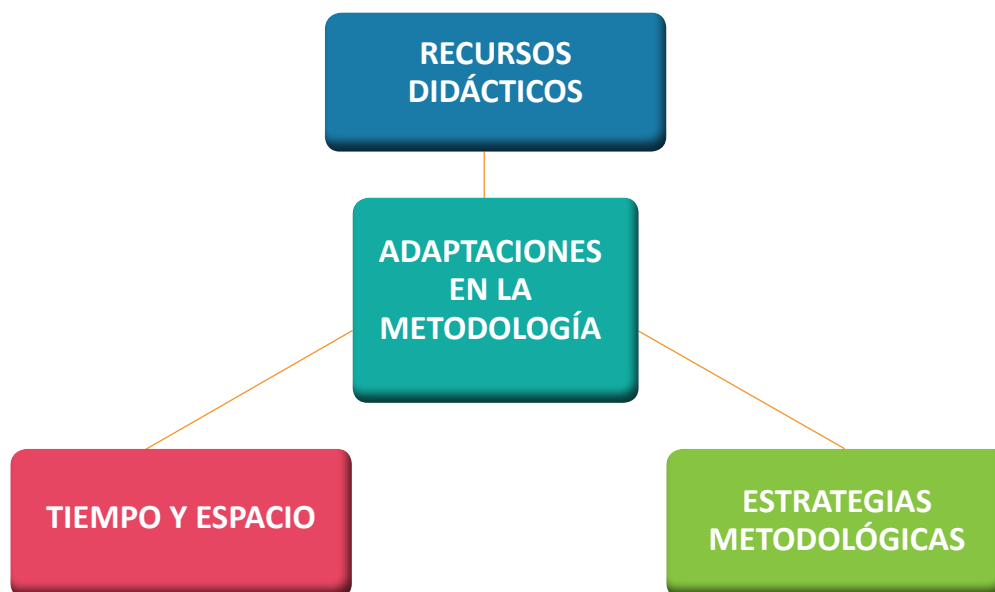 RECURSOS
DIDÁCTICOS
ADAPTACIONES
EN LA
METODOLOGÍA
TIEMPO Y ESPACIO
ESTRATEGIAS
METODOLÓGICAS